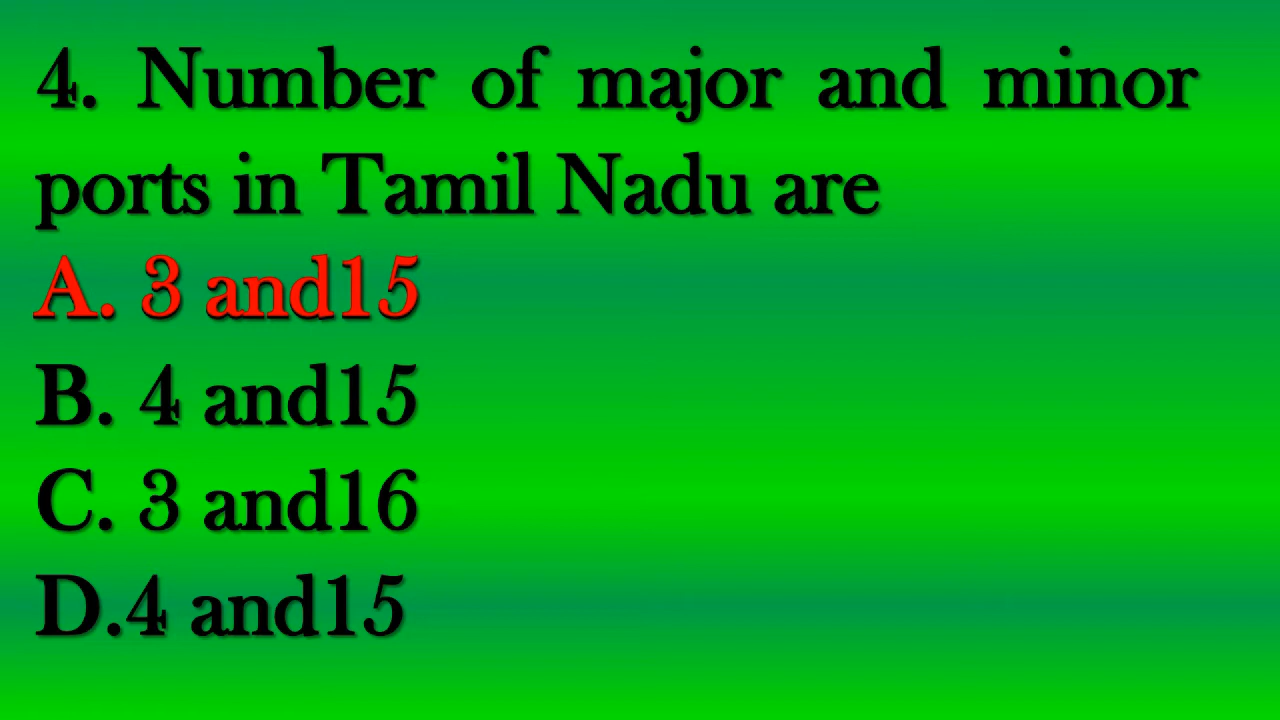 4. Number of major and minor
ports in Tamil Nadu are
A. 3 and15
B. 4 and15
C. 3 and16
D.4 and15